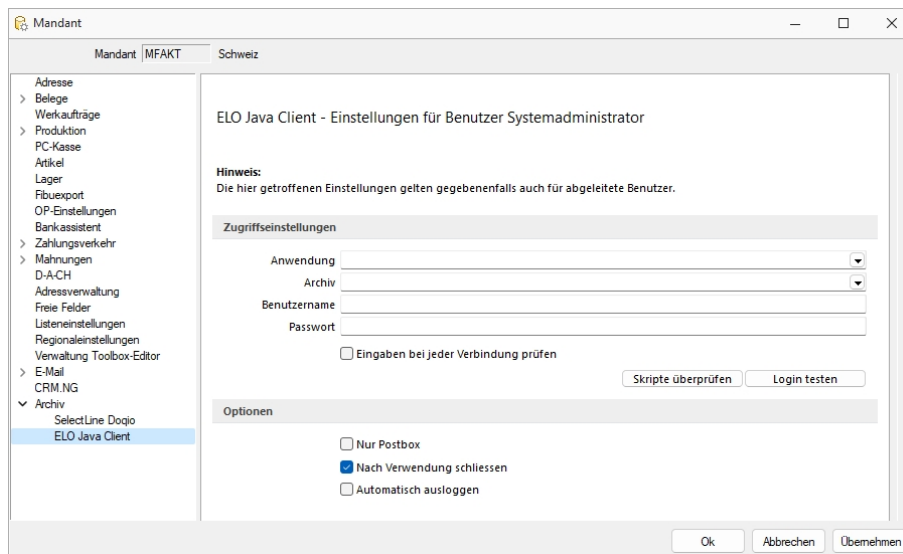 Mandant
Mandant MFAKT Schweiz
Adresse
Belege
Werkaufträge
Produktion
PC-Kasse
Artikel
Lager
Fibuexport
OP-Einstellungen
Bankassistent
Zahlungsverkehr
Mahnungen
D-A-CH
Adressverwaltung
Freie Felder
Listeneinstellungen
Regionaleinstellungen
Verwaltung Toolbox-Editor
E-Mail
CRM.NG
Archiv
SelectLine Doqio
ELO Java Client
ELO Java Client - Einstellungen für Benutzer Systemadministrator
Hinweis:
Die hier getroffenen Einstellungen gelten gegebenenfalls auch für abgeleitete Benutzer.
Zugriffseinstellungen
Anwendung
Archiv
Benutzername
Passwort
Eingaben bei jeder Verbindung prüfen
Skripte überprüfen Login testen
Optionen
Nur Postbox
Nach Verwendung schliessen
Automatisch ausloggen
Ok Abbrechen Übernehmen